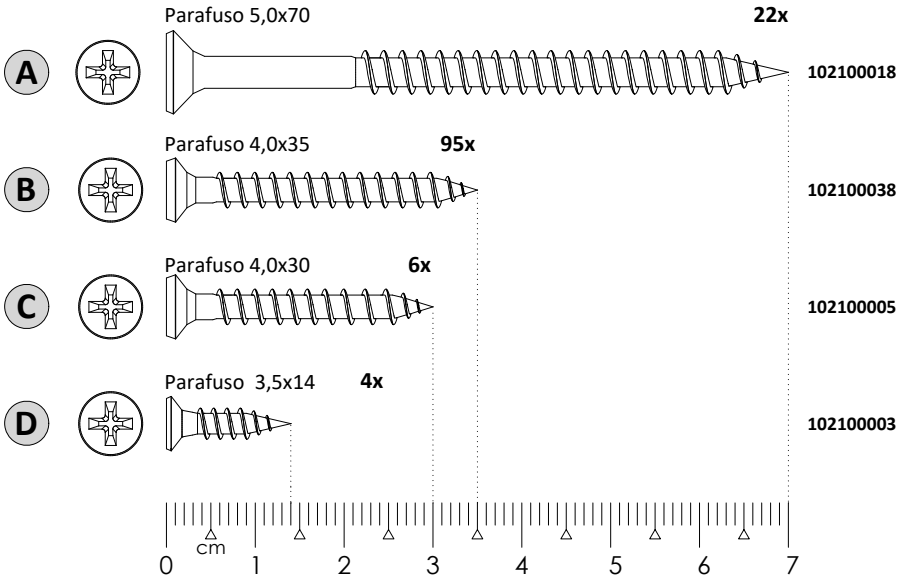 Parafuso 5,0x70 22x
A 102100018
Parafuso 4,0x35 95x
B 102100038
Parafuso 4,0x30 6x
C 102100005
Parafuso 3,5x14 4x
D 102100003
cm
0 1 2 3 4 5 6 7